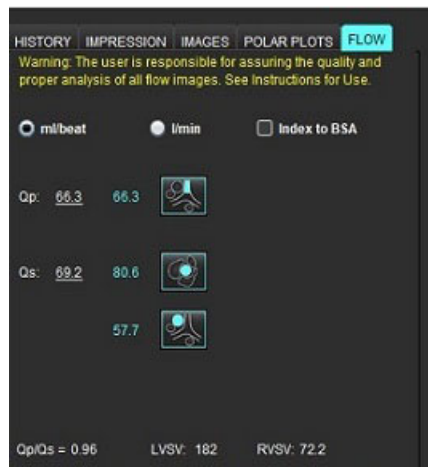 HISTORY IMPRESSION IMAGES POLAR PLOTS FLOW
Warning: The user is responsible for assuring the quality and
proper analysis of all flow images. See Instructions for Use.
ml/beat l/min Index to BSA
Qp: 66.3 66.3
Qs: 69.2 80.6
57.7
Qp/Qs = 0.96 LVSV: 182 RVSV: 72.2